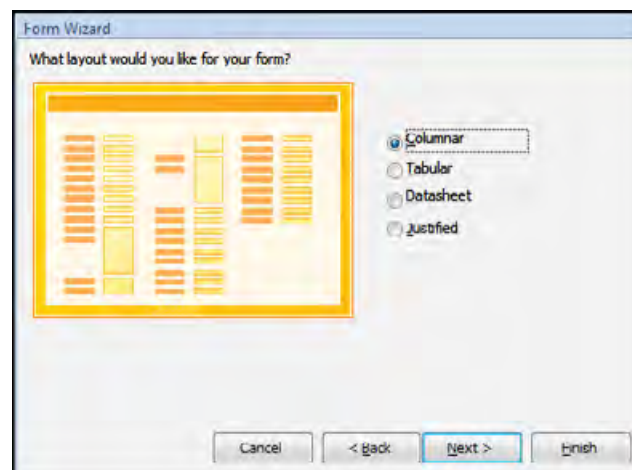 Form Wizard
What layout would you like for your form?
Columnar
Tabular
Datasheet
Justified
Cancel
< Back
Next >
Finish